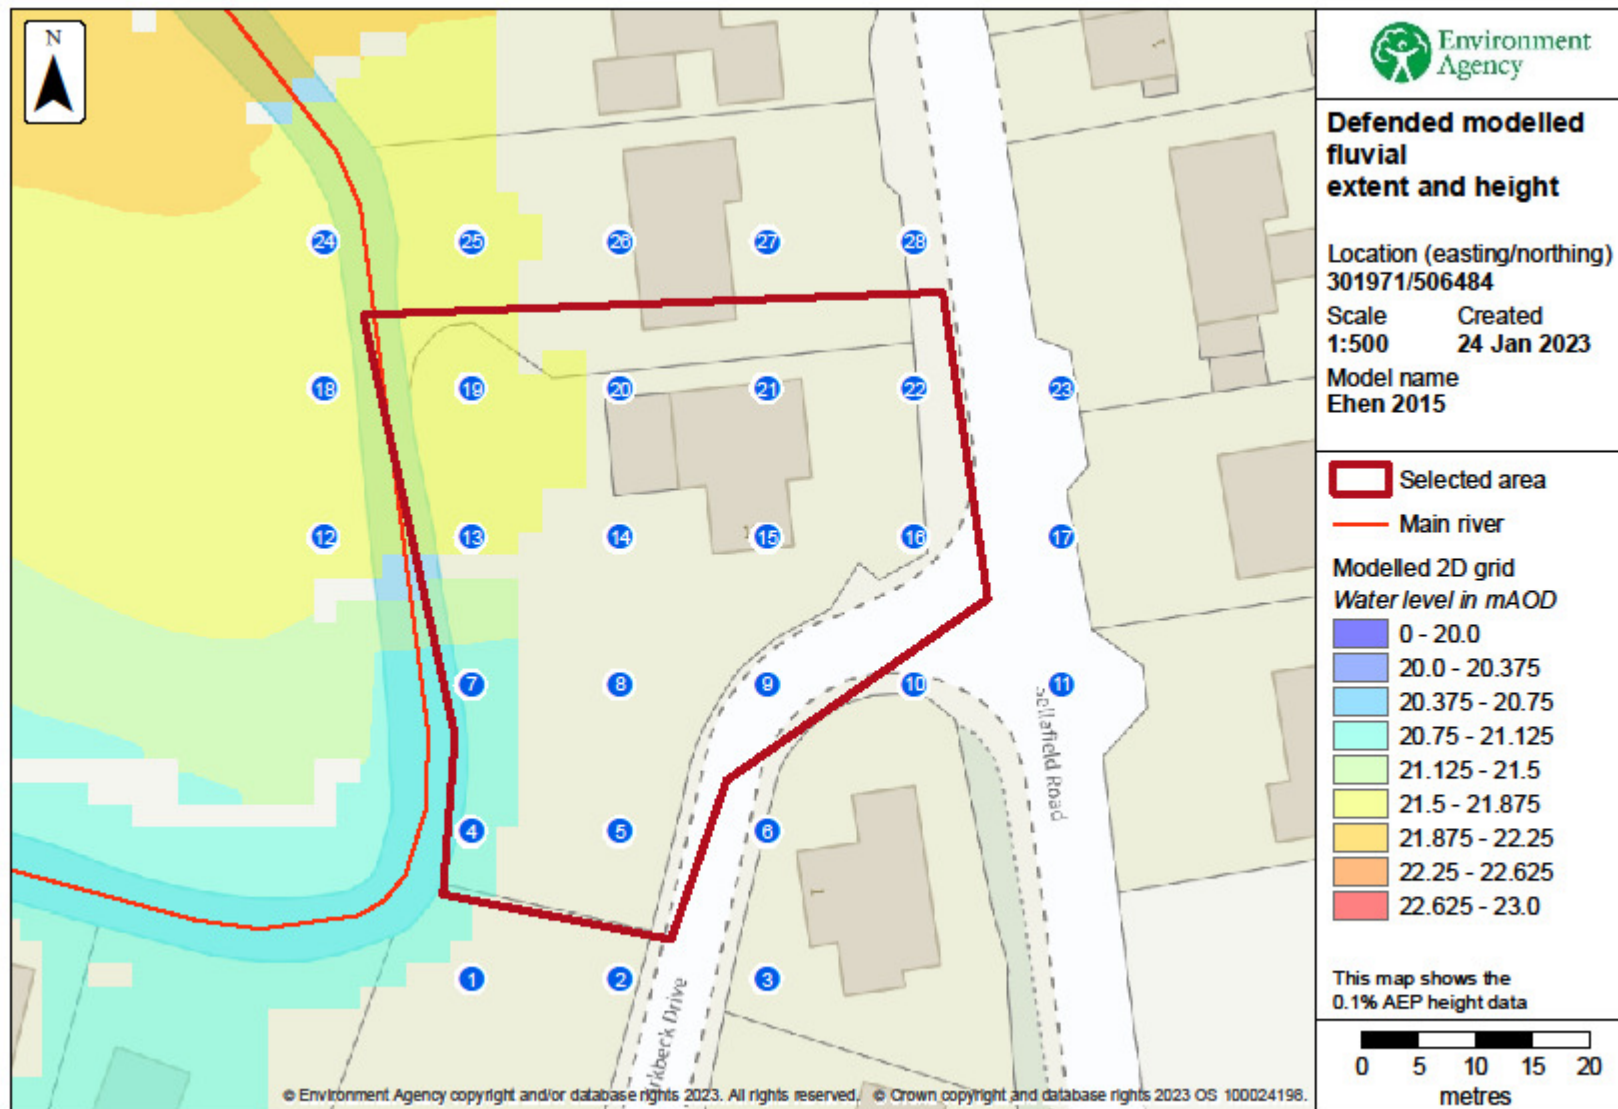 N
24
25
26
27
28
18
19
20
21
22
23
12
13
14
1
15
16
17
7
8
9
10
11
Sellafield Road
4
5
6
1
1
2
3
irkbeck Drive
© Environment Agency copyright and/or database rights 2023. All rights reserved. © Crown copyright and database rights 2023 OS 100024198.
Environment
Agency
Defended modelled
fluvial
extent and height
Location (easting/northing)
301971/506484
Scale Created
1:500 24 Jan 2023
Model name
Ehen 2015
Selected area
Main river
Modelled 2D grid
Water level in mAOD
0 - 20.0
20.0 - 20.375
20.375 - 20.75
20.75 - 21.125
21.125 - 21.5
21.5 - 21.875
21.875 - 22.25
22.25 - 22.625
22.625 - 23.0
This map shows the
0.1% AEP height data
0 5 10 15 20
metres